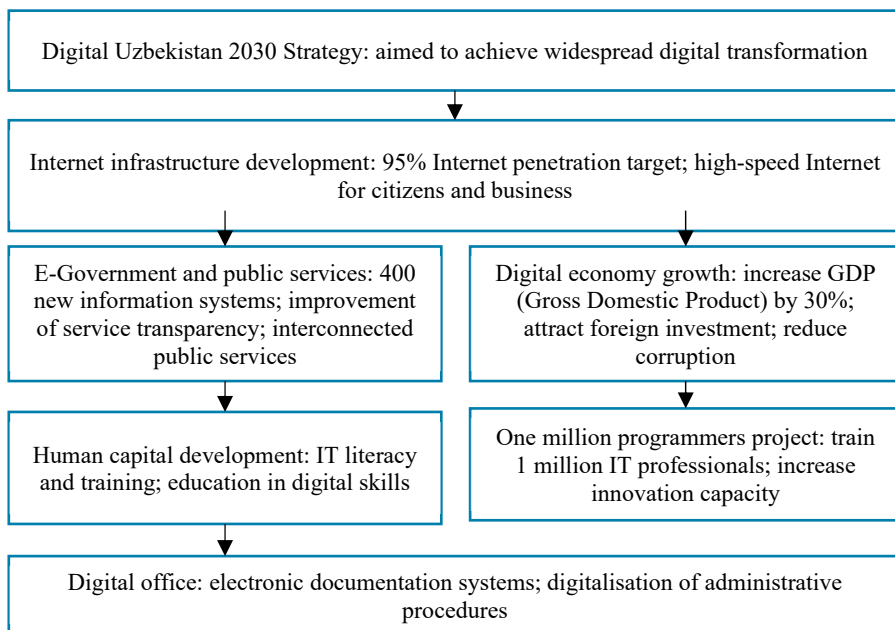 Digital Uzbekistan 2030 Strategy: aimed to achieve widespread digital transformation
Internet infrastructure development: 95% Internet penetration target; high-speed Internet
for citizens and business
E-Government and public services: 400
new information systems; improvement
of service transparency; interconnected
public services
Digital economy growth: increase GDP
(Gross Domestic Product) by 30%;
attract foreign investment; reduce
corruption
Human capital development: IT literacy
and training; education in digital skills
One million programmers project: train
1 million IT professionals; increase
innovation capacity
Digital office: electronic documentation systems; digitalisation of administrative
procedures